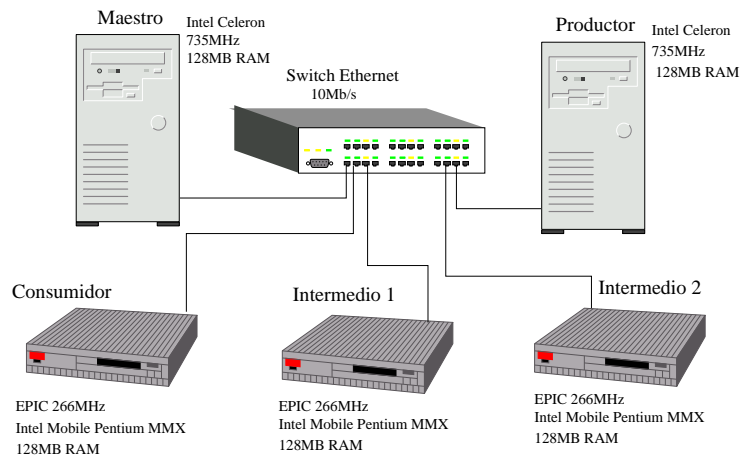 Maestro
Intel Celeron
735MHz
128MB RAM
Productor
Intel Celeron
735MHz
128MB RAM
Switch Ethernet
10Mb/s
Consumidor
EPIC 266MHz
Intel Mobile Pentium MMX
128MB RAM
Intermedio 1
EPIC 266MHz
Intel Mobile Pentium MMX
128MB RAM
Intermedio 2
EPIC 266MHz
Intel Mobile Pentium MMX
128MB RAM